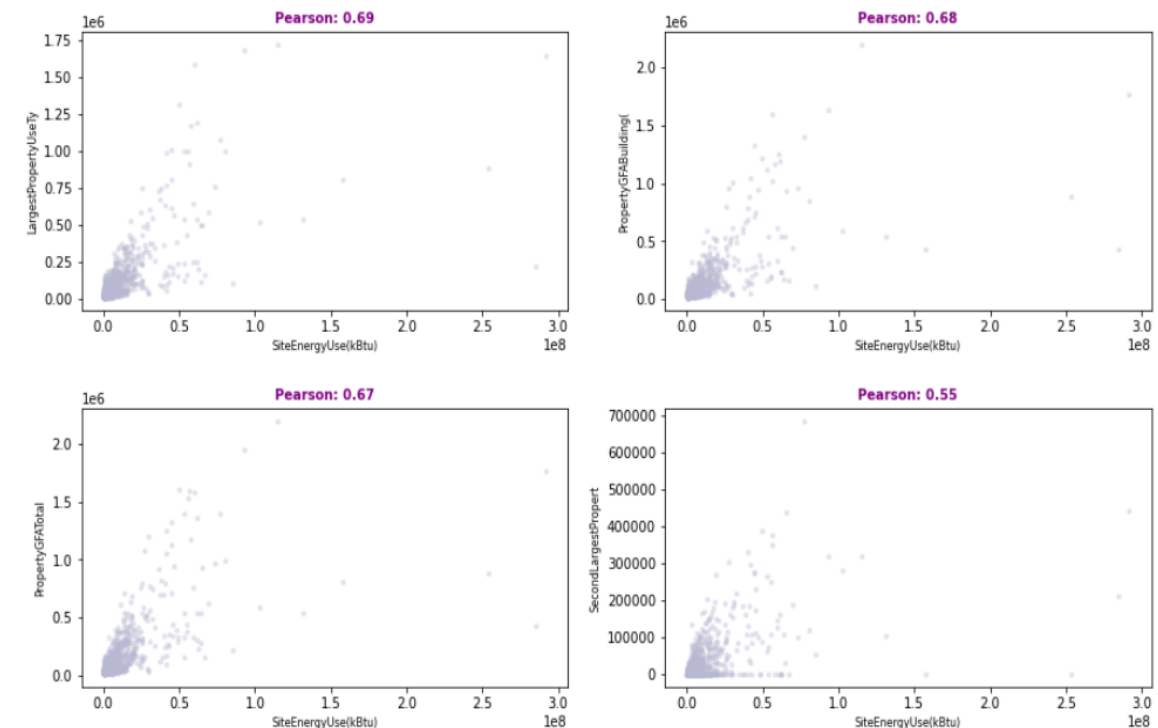 Pearson: 0.69
1e6
1.75
1.50
1.25
1.00
0.75
0.50
0.25
0.00
LargestPropertyUseTy
0.0 0.5 1.0 1.5 2.0 2.5 3.0
SiteEnergyUse(kBtu)
1e8
Pearson: 0.68
1e6
2.0
1.5
1.0
0.5
0.0
PropertyGFABuilding(
0.0 0.5 1.0 1.5 2.0 2.5 3.0
SiteEnergyUse(kBtu)
1e8
Pearson: 0.67
1e6
2.0
1.5
1.0
0.5
0.0
PropertyGFATotal
0.0 0.5 1.0 1.5 2.0 2.5 3.0
SiteEnergyUse(kBtu)
1e8
Pearson: 0.55
700000
600000
500000
400000
300000
200000
100000
0
SecondLargestPropert
0.0 0.5 1.0 1.5 2.0 2.5 3.0
SiteEnergyUse(kBtu)
1e8